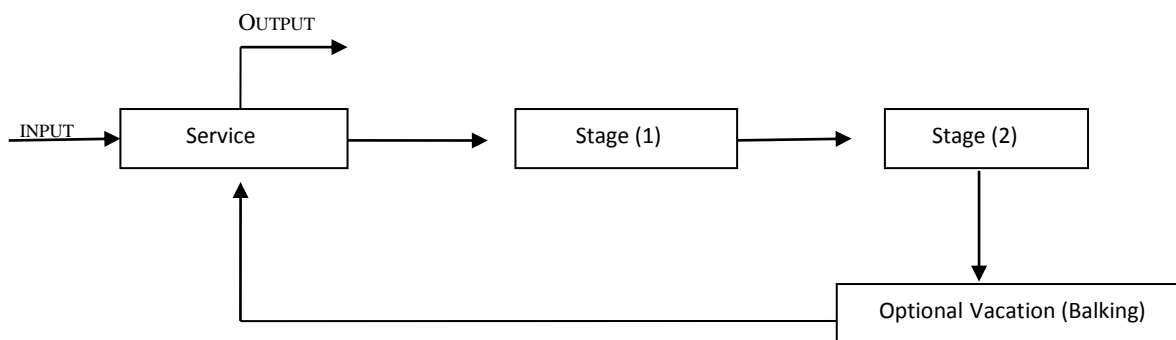 OUTPUT
INPUT
Service
Stage (1)
Stage (2)
Optional Vacation (Balking)